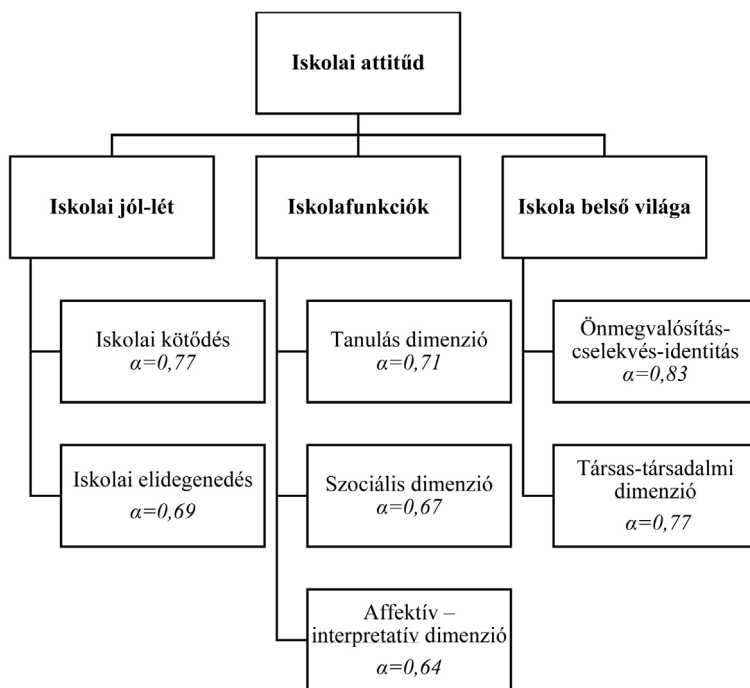 Iskolai attitűd
Iskolai jól-lét
Iskolafunkciók
Iskola belső világa
Iskolai kötődés
α=0,77
Tanulás dimenzió
α=0,71
Önmegvalósítás-
cselekvés-identitás
α=0,83
Iskolai elidegenedés
α=0,69
Szociális dimenzió
α=0,67
Társas-társadalmi
dimenzió
α=0,77
Affektív –
interpretatív dimenzió
α=0,64